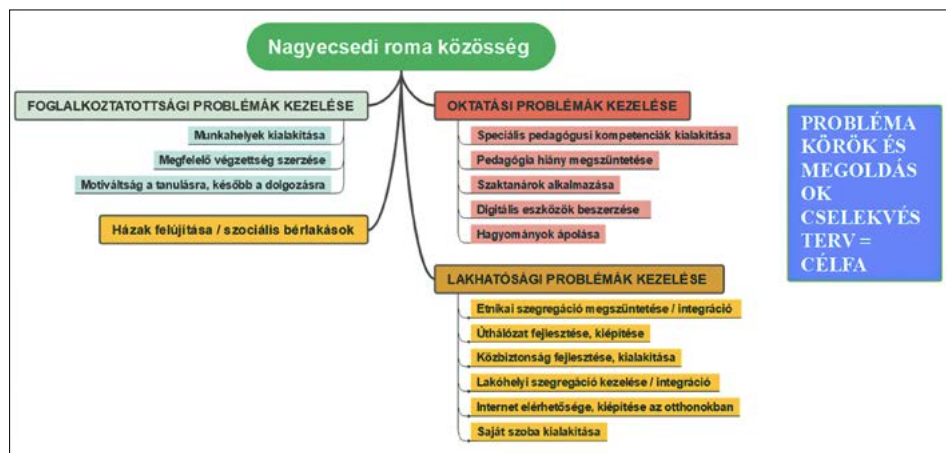 Nagyecsedi roma közösség
FOGLALKOZTATOTTSÁGI PROBLÉMÁK KEZELÉSE
Munkahelyek kialakítása
Megfelelő végzettség szerzése
Motiváltság a tanulásra, később a dolgozásra
Házak felújítása / szociális bérlakások
OKTATÁSI PROBLÉMÁK KEZELÉSE
Speciális pedagógusi kompetenciák kialakítása
Pedagógia hiány megszüntetése
Szaktanárok alkalmazása
Digitális eszközök beszerzése
Hagyományok ápolása
LAKHATÓSÁGI PROBLÉMÁK KEZELÉSE
Etnikai szegregáció megszüntetése / integráció
Úthálózat fejlesztése, kiépítése
Közbiztonság fejlesztése, kialakítása
Lakóhelyi szegregáció kezelése / integráció
Internet elérhetősége, kiépítése az otthonokban
Saját szoba kialakítása
PROBLÉMA
KÖRÖK ÉS
MEGOLDÁS
OK
CSELEKVÉS
TERV =
CÉLFA